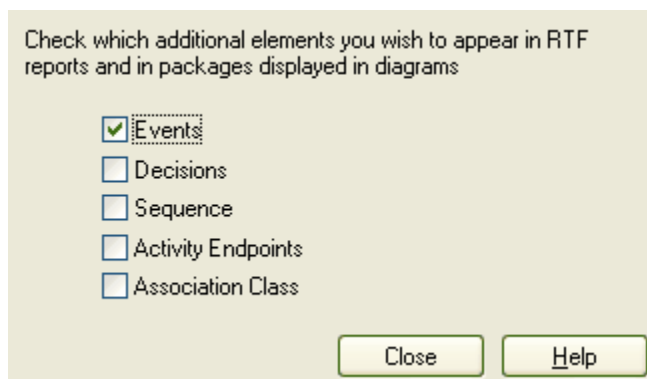 Check which additional elements you wish to appear in RTF
reports and in packages displayed in diagrams
Events
Decisions
Sequence
Activity Endpoints
Association Class
Close Help